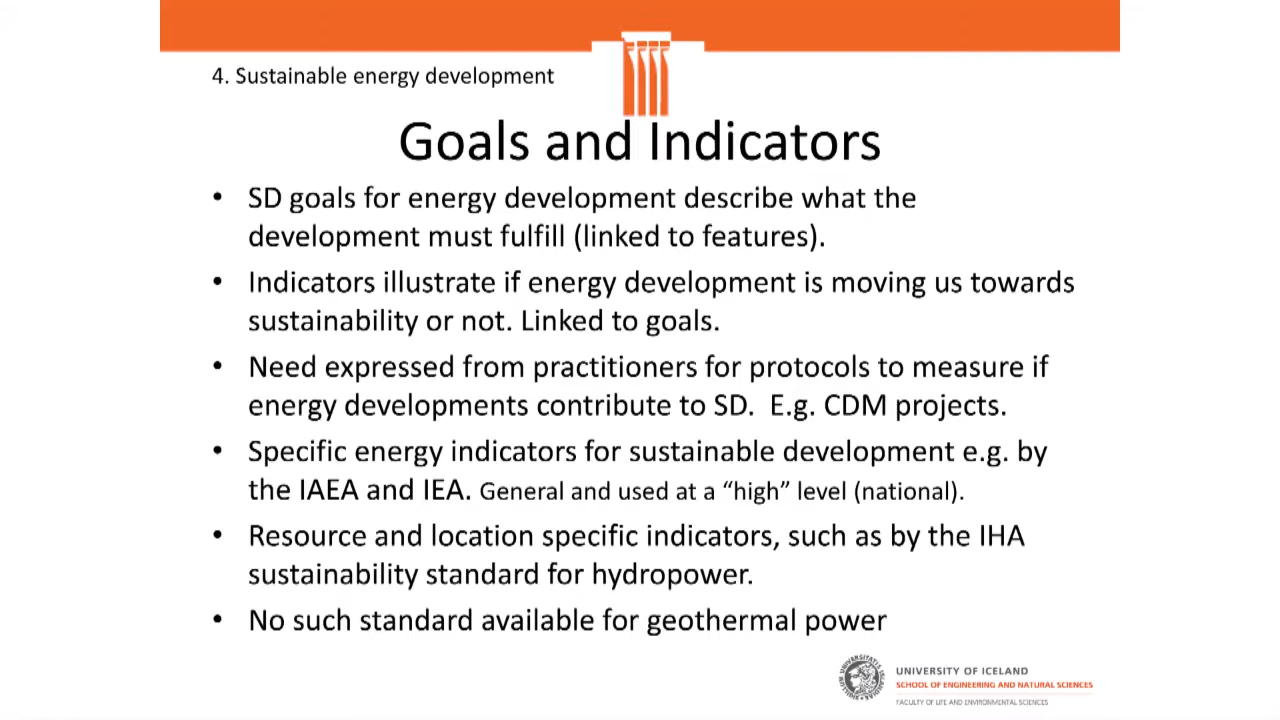 4. Sustainable energy development
Goals and Indicators
• SD goals for energy development describe what the
development must fulfill (linked to features).
• Indicators illustrate if energy development is moving us towards
sustainability or not. Linked to goals.
• Need expressed from practitioners for protocols to measure if
energy developments contribute to SD.  E.g. CDM projects.
• Specific energy indicators for sustainable development e.g. by
the IAEA and IEA. General and used at a “high” level (national).
• Resource and location specific indicators, such as by the IHA
sustainability standard for hydropower.
• No such standard available for geothermal power
UNIVERSITY OF ICELAND
SCHOOL OF ENGINEERING AND NATURAL SCIENCES
FACULTY OF LIFE AND ENVIRONMENTAL SCIENCES